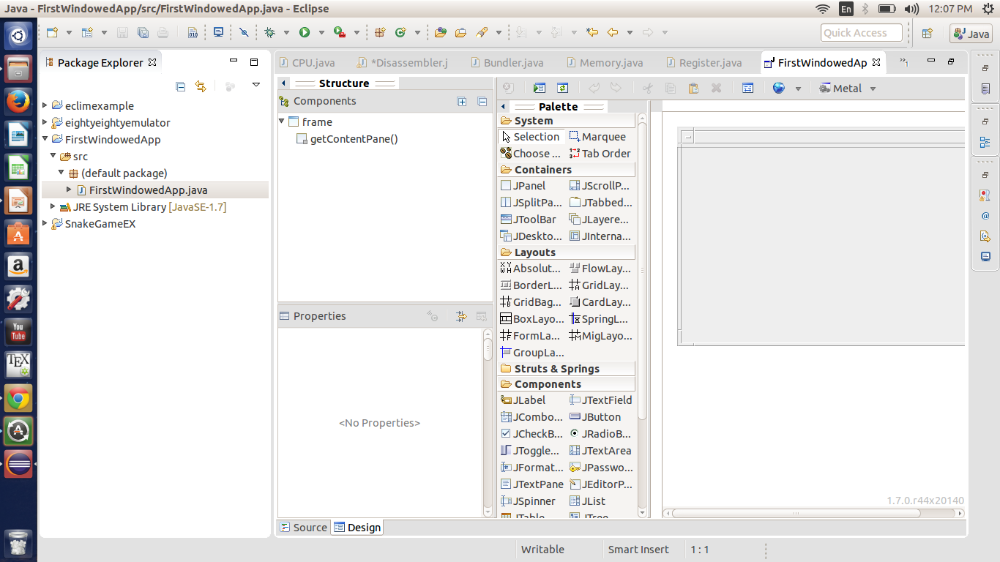 Java - FirstWindowedApp/src/FirstWindowedApp.java - Eclipse
En
12:07 PM
Quick Access
Java
Package Explorer
eclimexample
eightyeightyemulator
FirstWindowedApp
src
(default package)
FirstWindowedApp.java
JRE System Library [JavaSE-1.7]
SnakeGameEX
CPU.java
*Disassembler.j
Bundler.java
Memory.java
Register.java
FirstWindowedAp
»1
Structure
Components
frame
getContentPane()
Properties
<No Properties>
Metal
Palette
System
Selection
Marquee
Choose ...
Tab Order
Containers
JPanel
JScrollP...
JSplitPa...
JTabbed...
JToolBar
JLayere...
JDeskto...
JInterna...
Layouts
Absolut...
FlowLay...
BorderL...
GridLay...
GridBag...
CardLay...
BoxLayo...
SpringL...
FormLa...
MigLayo...
GroupLa...
Struts & Springs
Components
JLabel
JTextField
JCombo...
JButton
JCheckB...
JRadioB...
JToggle...
JTextArea
JFormat...
JPasswo...
JTextPane
JEditorP...
JSpinner
JList
JTable
JTree
1.7.0.r44x20140
Source
Design
Writable
Smart Insert
1 : 1
You
Tube
TEX